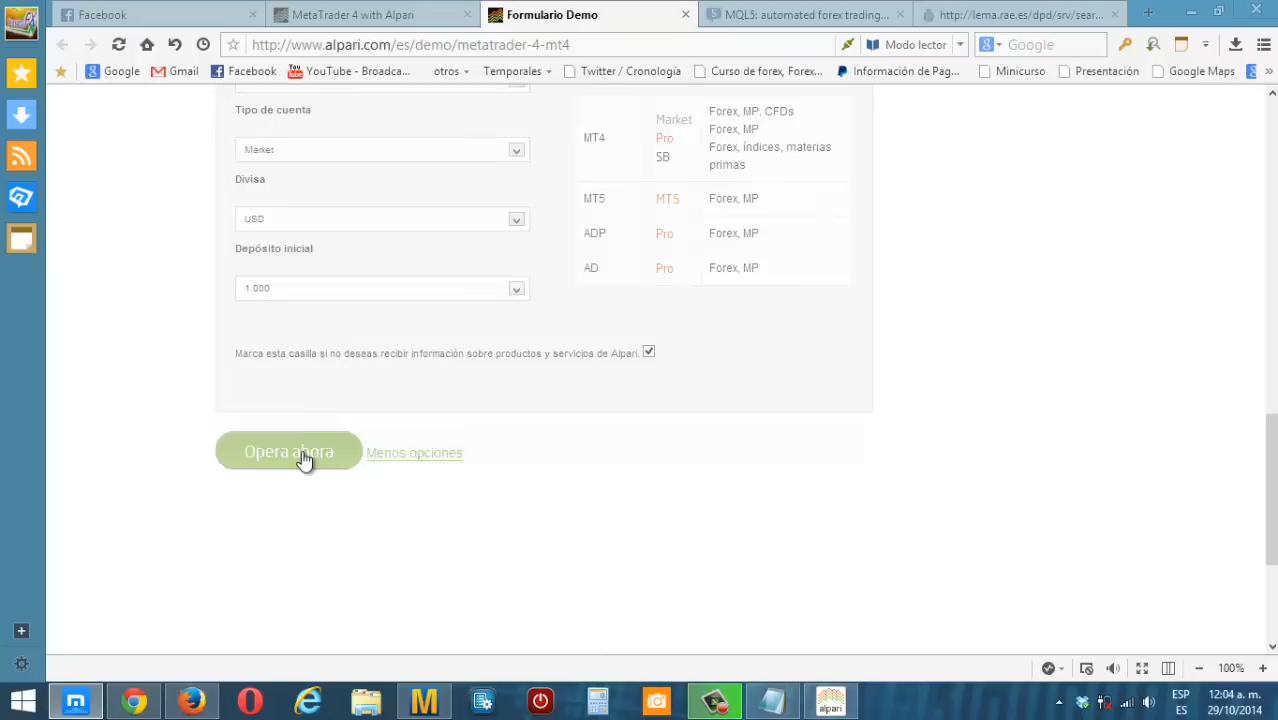 Facebook
MetaTrader 4 with Alpari
Formulario Demo
MQL5: automated forex trading...
http://lema.rae.es/dpd/srv/sear...
http://www.alpari.com/es/demo/metatrader-4-mt4
Modo lector
Google
Google
Gmail
Facebook
YouTube - Broadca...
otros
Temporales
Twitter / Cronología
Curso de forex, Forex...
Información de Pag...
Minicurso
Presentación
Google Maps
Tipo de cuenta
Market
Divisa
USD
Depósito inicial
1.000
MT4
Market
Forex, MP, CFDs
Pro
Forex, MP
SB
Forex, índices, materias
primas
MT5
MT5
Forex, MP
ADP
Pro
Forex, MP
AD
Pro
Forex, MP
Marca esta casilla si no deseas recibir información sobre productos y servicios de Alpari.
Opera ahora
Menos opciones
100%
alpari
ESP
ES
12:04 a. m.
29/10/2014